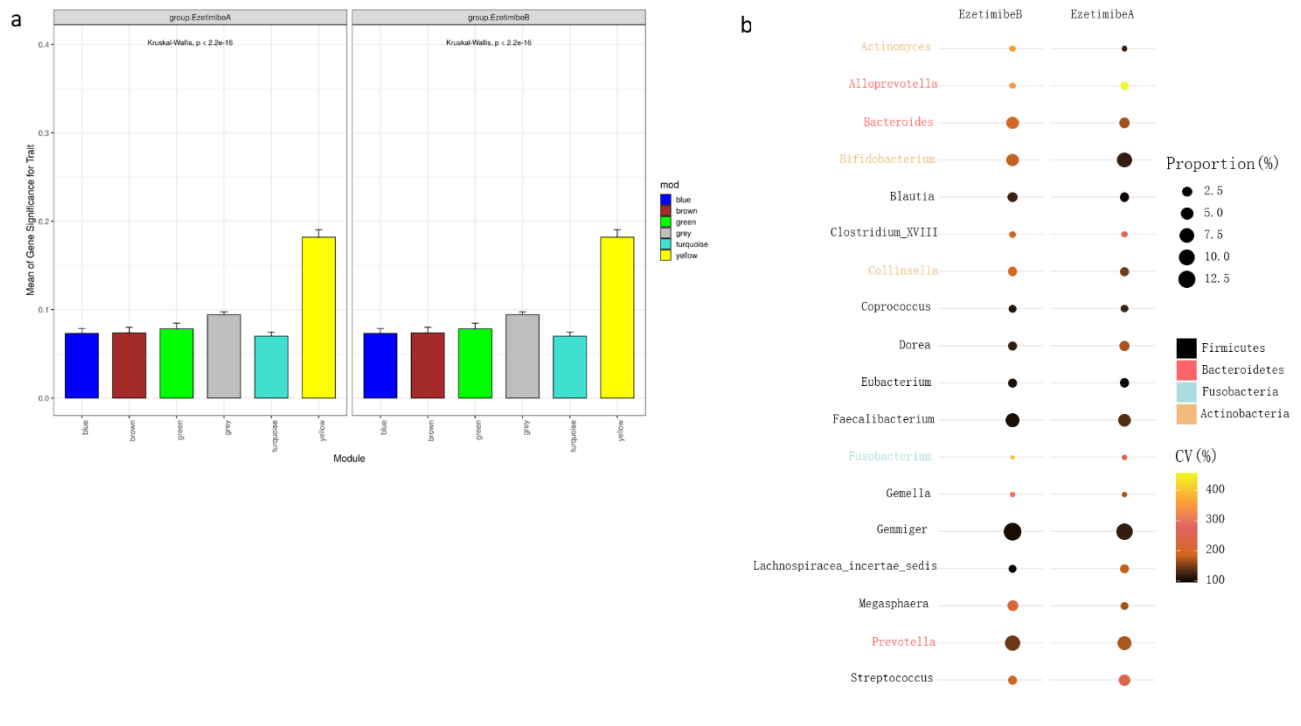 a
group.EzetimibeA
group.EzetimibeB
Kruskal-Wallis, p < 2.2e-16
Kruskal-Wallis, p < 2.2e-16
Mean of Gene Significance for Trait
0.4
0.3
0.2
0.1
0.0
blue
brown
green
grey
turquoise
yellow
blue
brown
green
grey
turquoise
yellow
Module
mod
blue
brown
green
grey
turquoise
yellow
b
EzetimibeB
EzetimibeA
Actinomyces
Alloprevotella
Bacteroides
Bifidobacterium
Blautia
Clostridium_XVIII
Collinsella
Coprococcus
Dorea
Eubacterium
Faecalibacterium
Fusobacterium
Gemella
Gemmiger
Lachnospiracea_incertae_sedis
Megasphaera
Prevotella
Streptococcus
Proportion(%)
2.5
5.0
7.5
10.0
12.5
Firmicutes
Bacteroidetes
Fusobacteria
Actinobacteria
CV(%)
400
300
200
100